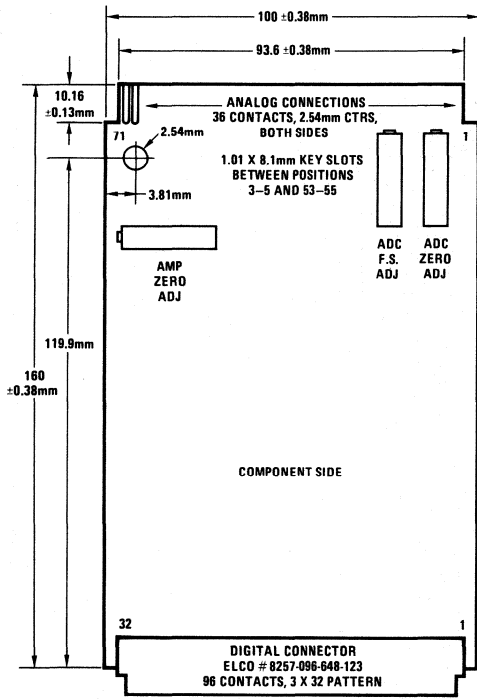 100 ±0.38mm
93.6 ±0.38mm
10.16
±0.13mm
ANALOG CONNECTIONS
36 CONTACTS, 2.54mm CTRS,
BOTH SIDES
71
1
2.54mm
1.01 X 8.1mm KEY SLOTS
BETWEEN POSITIONS
3–5 AND 53–55
3.81mm
AMP
ZERO
ADJ
ADC
F.S.
ADJ
ADC
ZERO
ADJ
119.9mm
160
±0.38mm
COMPONENT SIDE
32
1
DIGITAL CONNECTOR
ELCO # 8257-096-648-123
96 CONTACTS, 3 X 32 PATTERN